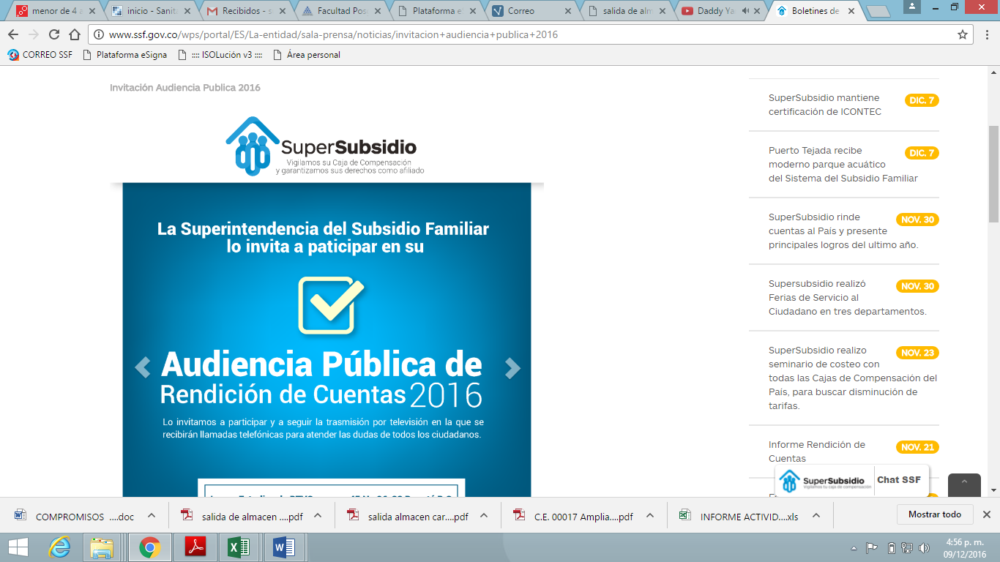 menor de 4 a
inicio - Sanit
Recibidos - s
Facultad Pos
Plataforma e
Correo
salida de alm
Daddy Ya
Boletines de
www.ssf.gov.co/wps/portal/ES/La-entidad/sala-prensa/noticias/invitacion+audiencia+publica+2016
CORREO SSF
Plataforma eSigna
:::: ISOLución v3 ::::
Área personal
Invitación Audiencia Publica 2016
SuperSubsidio
Vigilamos su Caja de Compensación
y garantizamos sus derechos como afiliado
La Superintendencia del Subsidio Familiar
lo invita a paticipar en su
Audiencia Pública de
Rendición de Cuentas 2016
Lo invitamos a participar y a seguir la trasmisión por televisión en la que se
recibirán llamadas telefónicas para atender las dudas de todos los ciudadanos.
SuperSubsidio mantiene DIC. 7
certificación de ICONTEC
Puerto Tejada recibe DIC. 7
moderno parque acuático
del Sistema del Subsidio Familiar
SuperSubsidio rinde NOV. 30
cuentas al País y presente
principales logros del ultimo año.
Supersubsidio realizó NOV. 30
Ferias de Servicio al
Ciudadano en tres departamentos.
SuperSubsidio realizo NOV. 23
seminario de costeo con
todas las Cajas de Compensación del
País, para buscar disminución de
tarifas.
Informe Rendición de NOV. 21
Cuentas
SuperSubsidio
Vigilamos tu caja de compensación
Chat SSF
COMPROMISOS ....doc
salida de almacen ....pdf
salida almacen car....pdf
C.E. 00017 Amplia....pdf
INFORME ACTIVID....xls
Mostrar todo
4:56 p. m.
09/12/2016